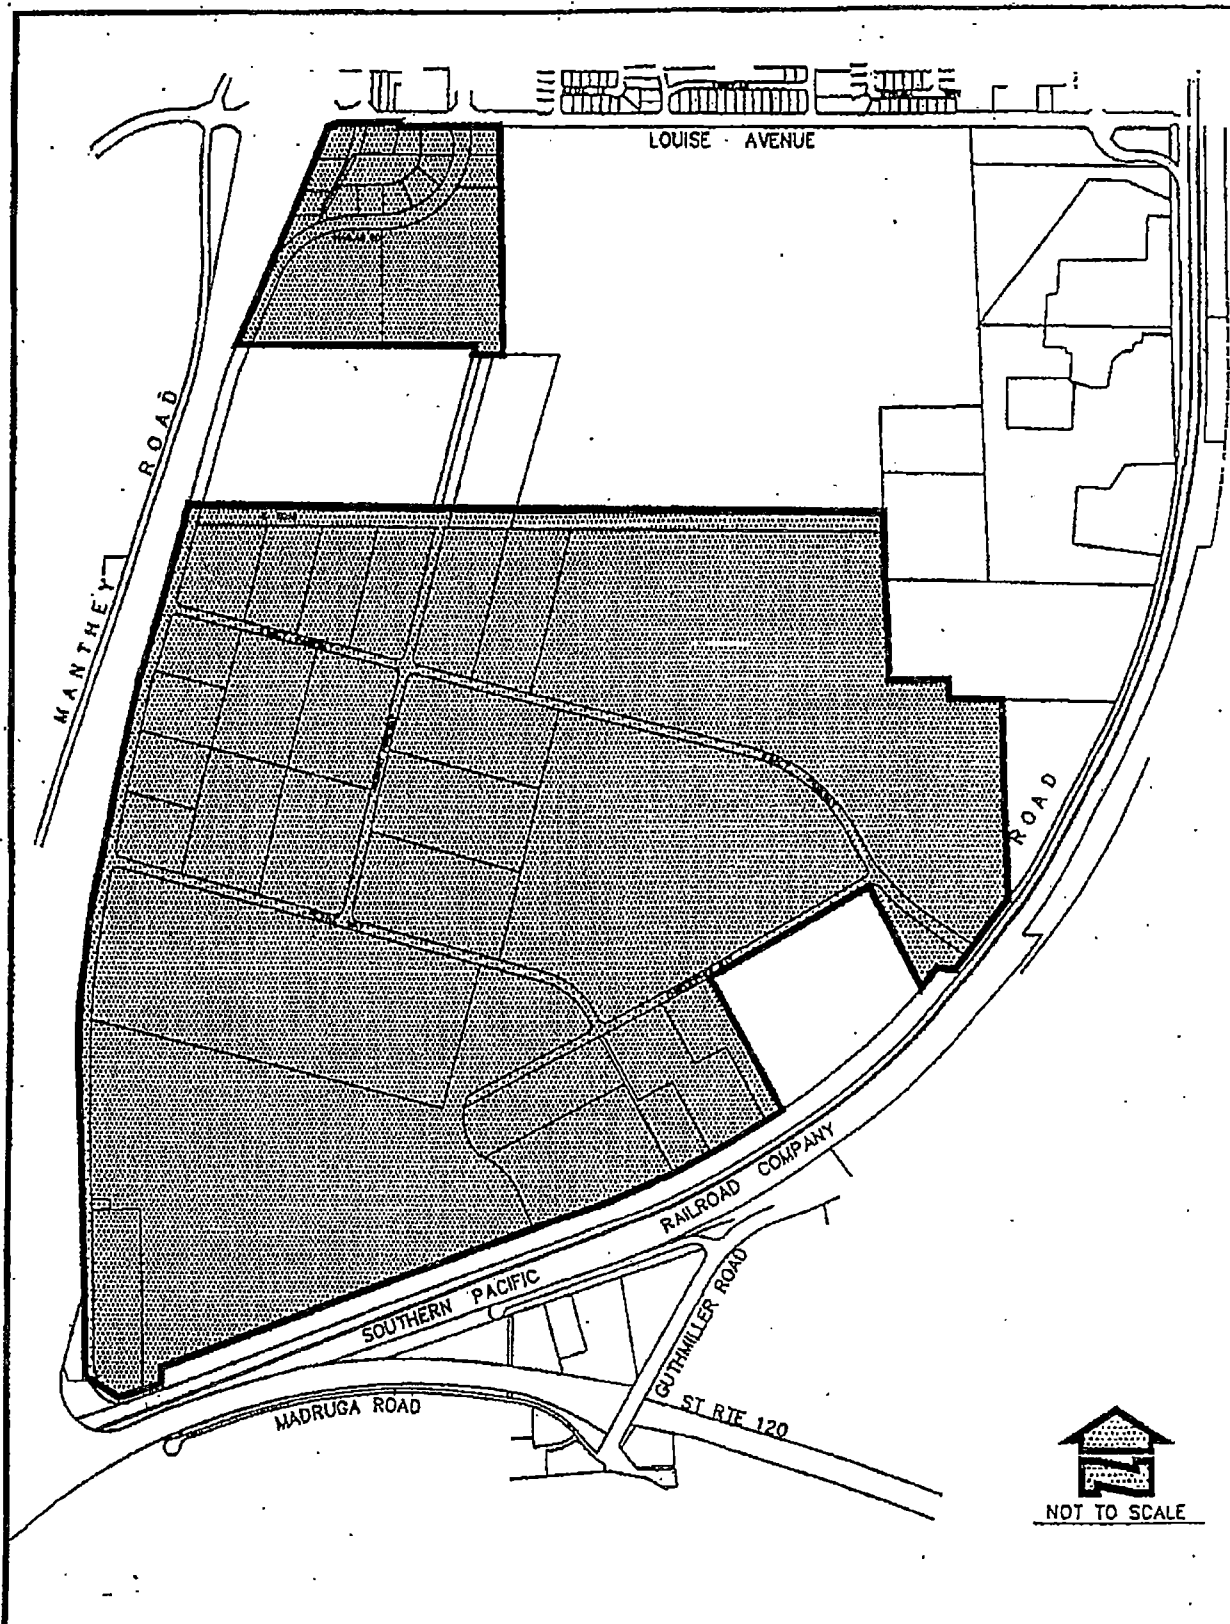 LOUISE AVENUE
MANTHEY ROAD
ROAD
SOUTHERN PACIFIC RAILROAD COMPANY
GUTHMILLER ROAD
MADRUGA ROAD
ST RTE 120
NOT TO SCALE